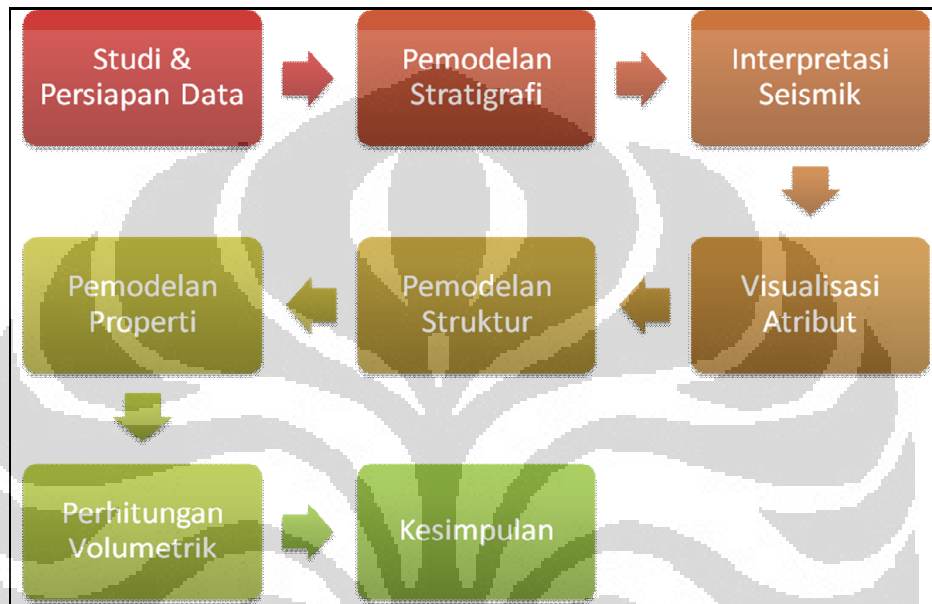 Studi &
Persiapan Data
Pemodelan
Stratigrafi
Interpretasi
Seismik
Visualisasi
Atribut
Pemodelan
Struktur
Pemodelan
Properti
Perhitungan
Volumetrik
Kesimpulan